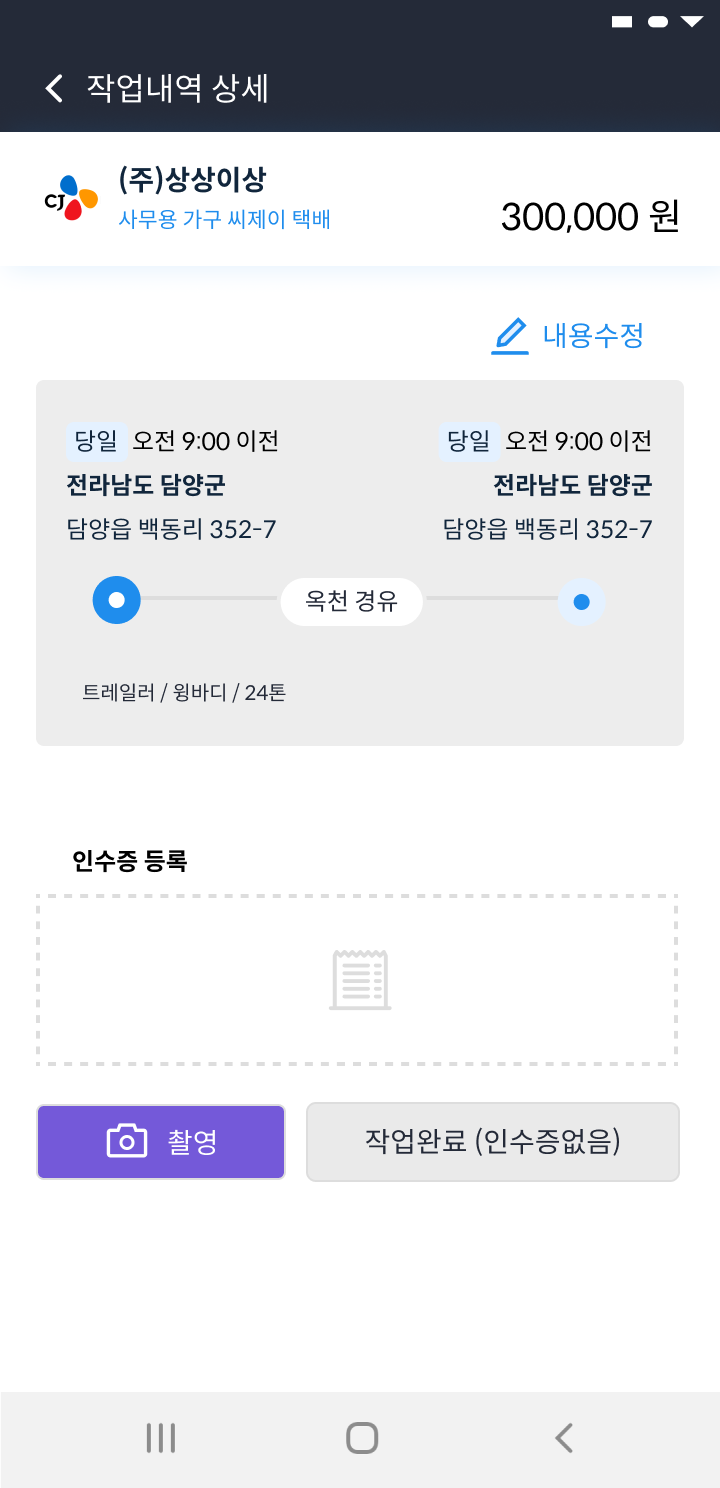 작업내역 상세
CJ
(주)상상이상
사무용 가구 씨제이 택배
300,000 원
내용수정
당일 오전 9:00 이전
전라남도 담양군
담양읍 백동리 352-7
당일 오전 9:00 이전
전라남도 담양군
담양읍 백동리 352-7
옥천 경유
트레일러 / 윙바디 / 24톤
인수증 등록
촬영
작업완료 (인수증없음)